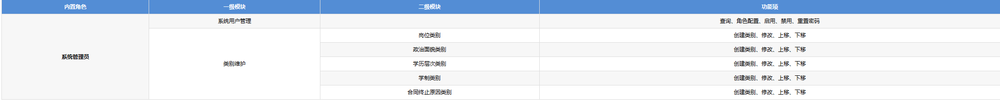 内置角色 一级模块 二级模块 功能项
系统用户管理 查询、角色配置、启用、禁用、重置密码
岗位类别 创建类别、修改、上移、下移
政治面貌类别 创建类别、修改、上移、下移
系统管理员
类别维护 学历层次类别 创建类别、修改、上移、下移
学制类别 创建类别、修改、上移、下移
合同终止原因类别 创建类别、修改、上移、下移